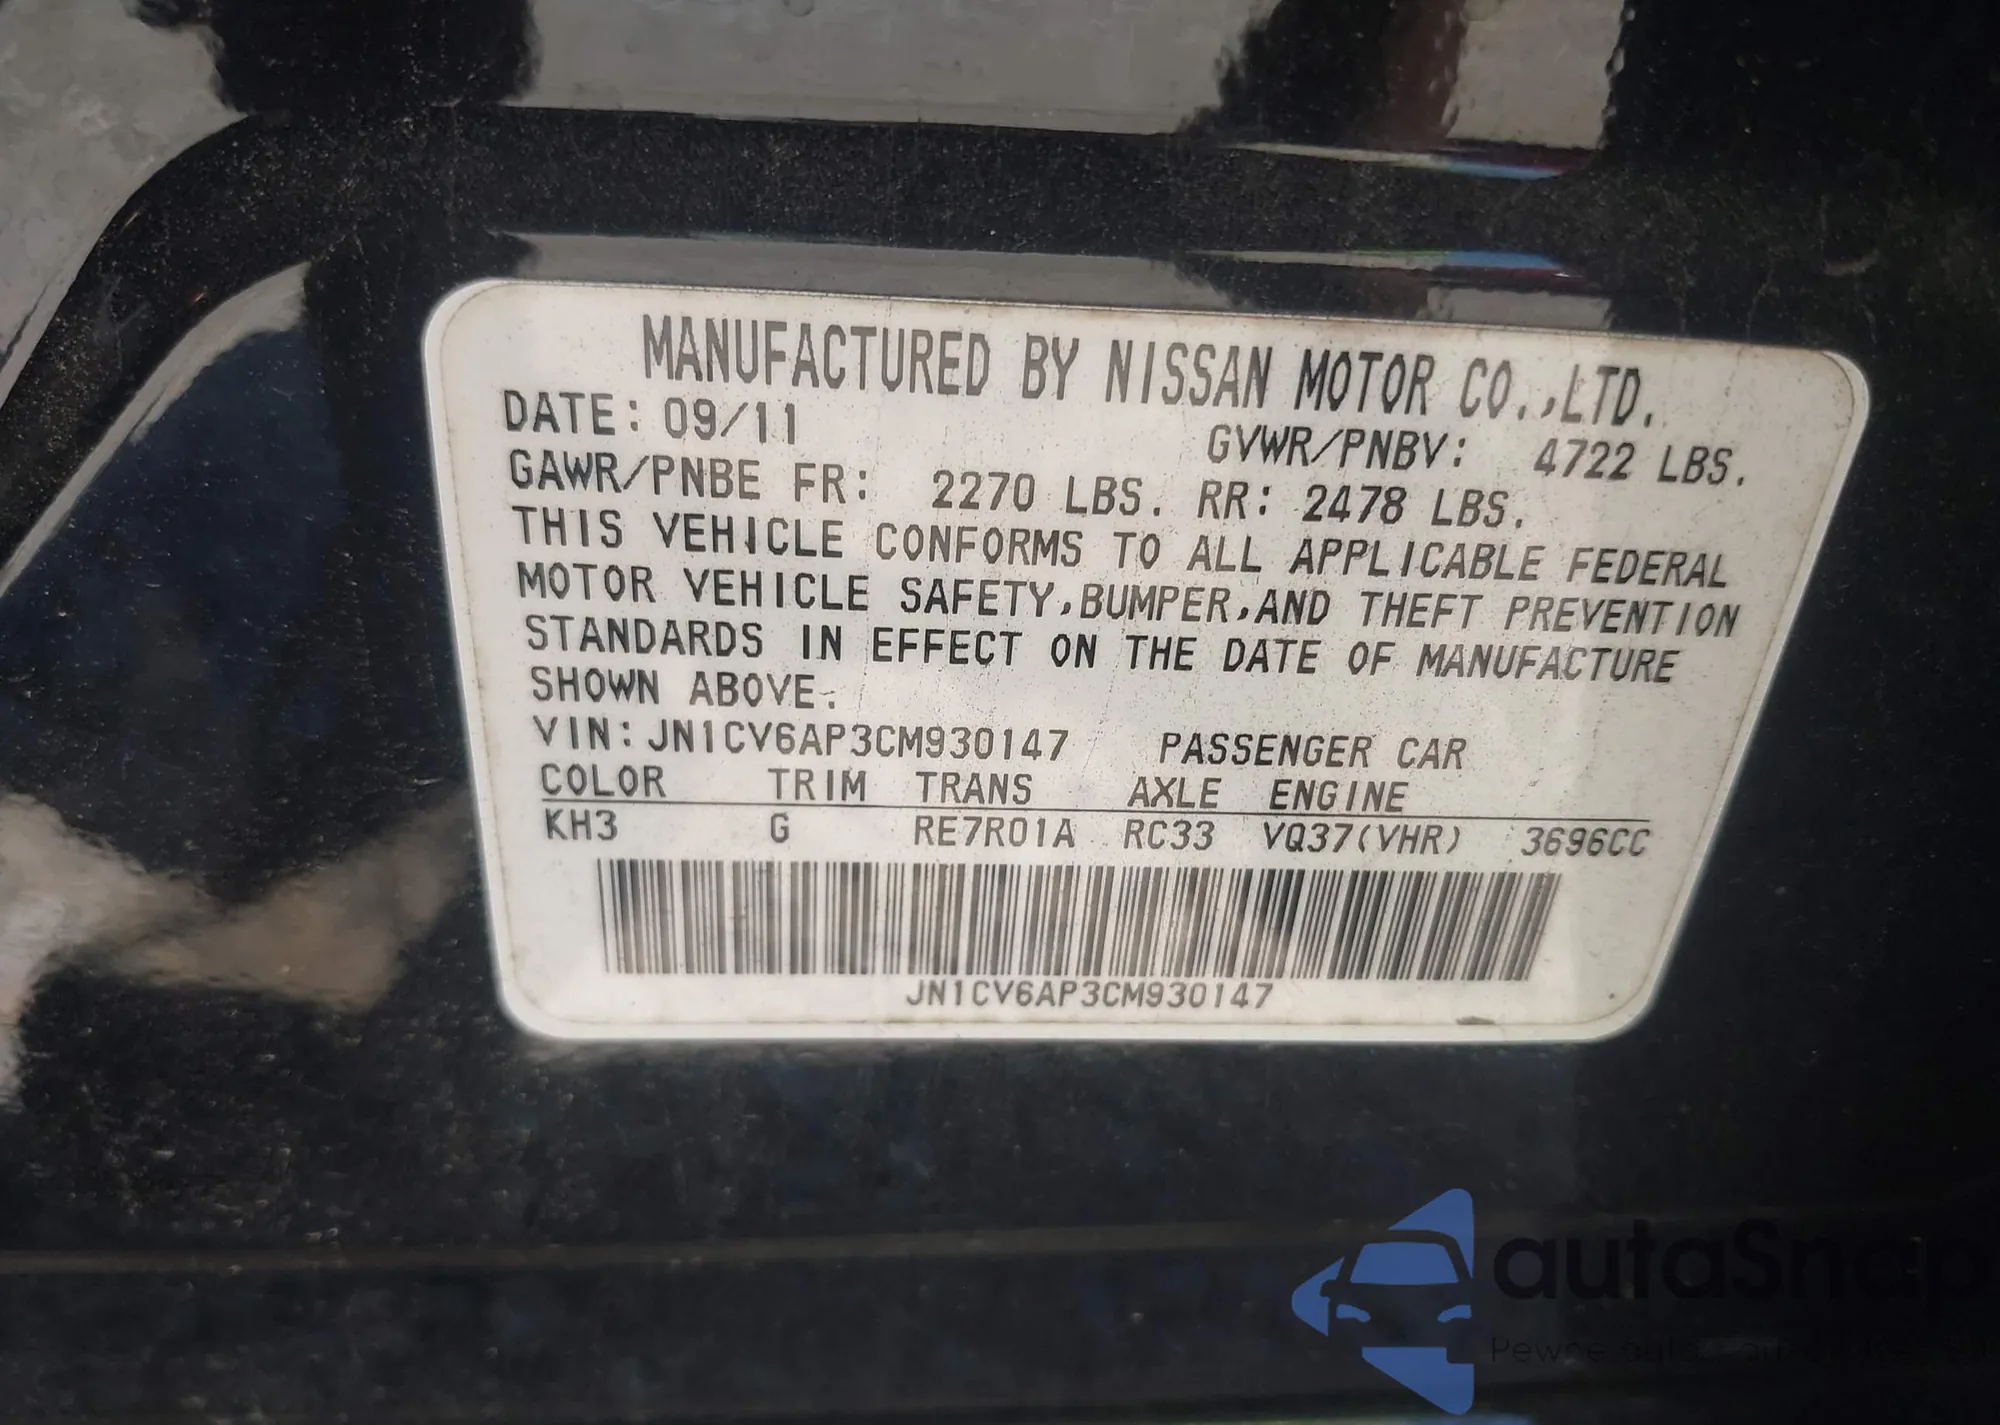 MANUFACTURED BY NISSAN MOTOR CO.,LTD.
DATE: 09/11 GVWR/PNBV: 4722 LBS.
GAWR/PNBE FR: 2270 LBS. RR: 2478 LBS.
THIS VEHICLE CONFORMS TO ALL APPLICABLE FEDERAL
MOTOR VEHICLE SAFETY,BUMPER,AND THEFT PREVENTION
STANDARDS IN EFFECT ON THE DATE OF MANUFACTURE
SHOWN ABOVE.
VIN:JN1CV6AP3CM930147 PASSENGER CAR
COLOR TRIM TRANS AXLE ENGINE
KH3 G RE7R01A RC33 VQ37(VHR) 3696CC
JN1CV6AP3CM930147
autoSnap
Pewne auta